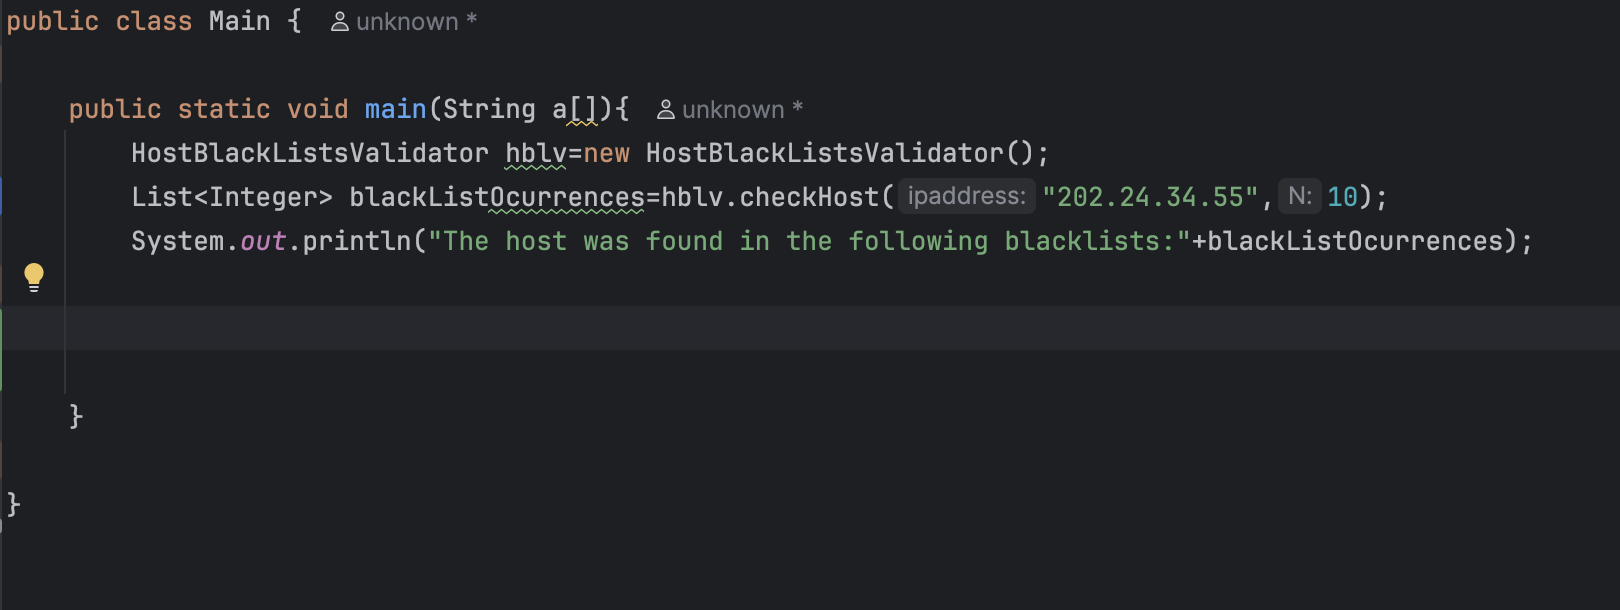 public class Main { unknown *
public static void main(String a[]){ unknown *
HostBlackListsValidator hblv=new HostBlackListsValidator();
List<Integer> blackListOcurrences=hblv.checkHost( ipaddress: "202.24.34.55", N: 10);
System.out.println("The host was found in the following blacklists:"+blackListOcurrences);
}
}